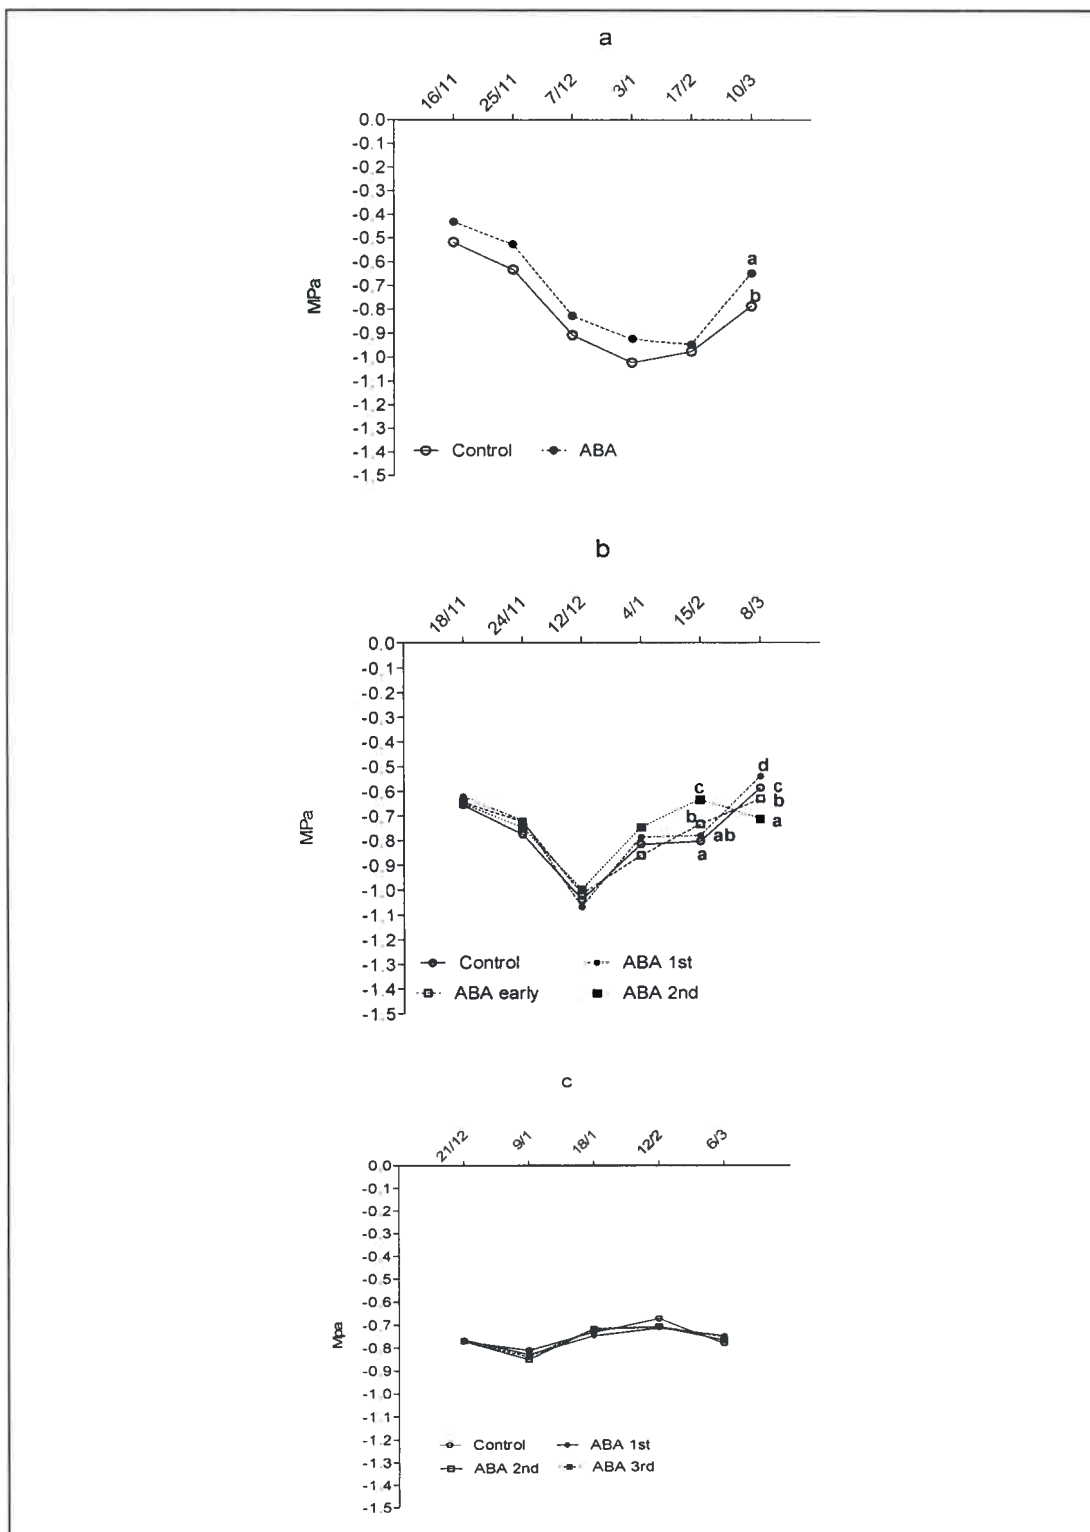 a
16/11 25/11 7/12 3/1 17/2 10/3
0.0
-0.1
-0.2
-0.3
-0.4
-0.5
-0.6
-0.7
-0.8
-0.9
-1.0
-1.1
-1.2
-1.3
-1.4
-1.5
MPa
a
b
Control ABA
b
18/11 24/11 12/12 4/1 15/2 8/3
0.0
-0.1
-0.2
-0.3
-0.4
-0.5
-0.6
-0.7
-0.8
-0.9
-1.0
-1.1
-1.2
-1.3
-1.4
-1.5
MPa
d
c c
b b
a
ab
a
Control ABA 1st
ABA early ABA 2nd
c
21/12 9/1 18/1 12/2 6/3
0.0
-0.1
-0.2
-0.3
-0.4
-0.5
-0.6
-0.7
-0.8
-0.9
-1.0
-1.1
-1.2
-1.3
-1.4
-1.5
Mpa
Control ABA 1st
ABA 2nd ABA 3rd